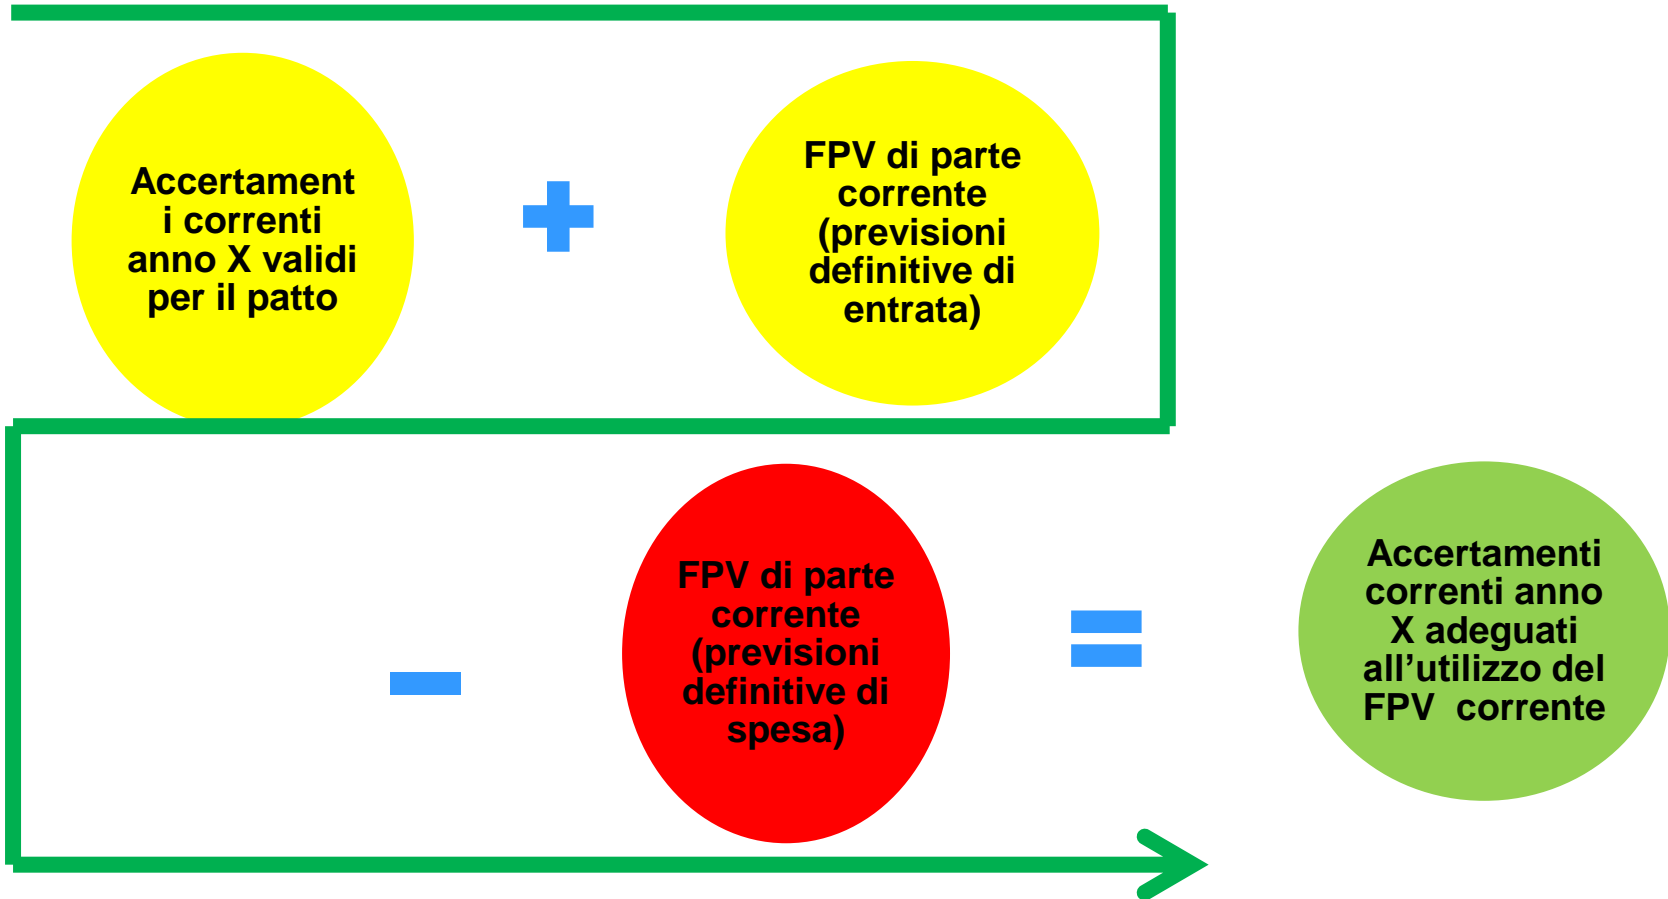 Accertament
i correnti
anno X validi
per il patto
FPV di parte
corrente
(previsioni
definitive di
entrata)
FPV di parte
corrente
(previsioni
definitive di
spesa)
Accertamenti
correnti anno
X adeguati
all’utilizzo del
FPV  corrente